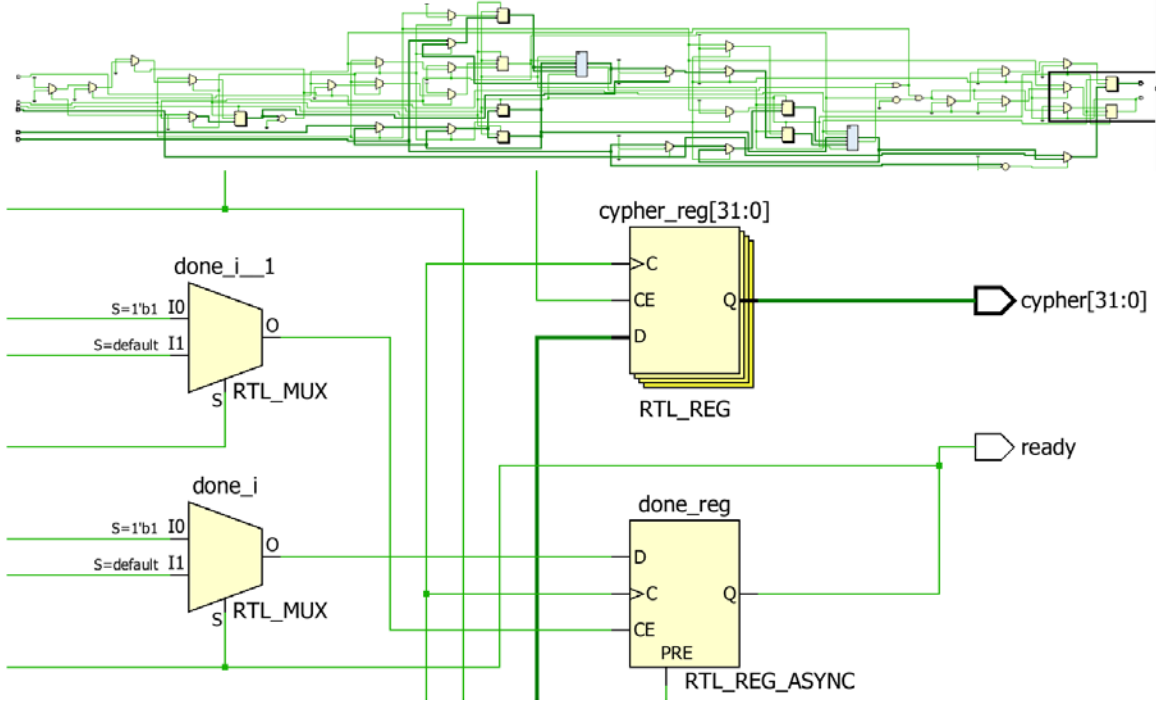 cypher_reg[31:0]
C
CE
D
Q
RTL_REG
cypher[31:0]
done_i__1
S=1'b1 I0
S=default I1
O
S
RTL_MUX
ready
done_i
S=1'b1 I0
S=default I1
O
S
RTL_MUX
done_reg
D
C
CE
Q
PRE
RTL_REG_ASYNC